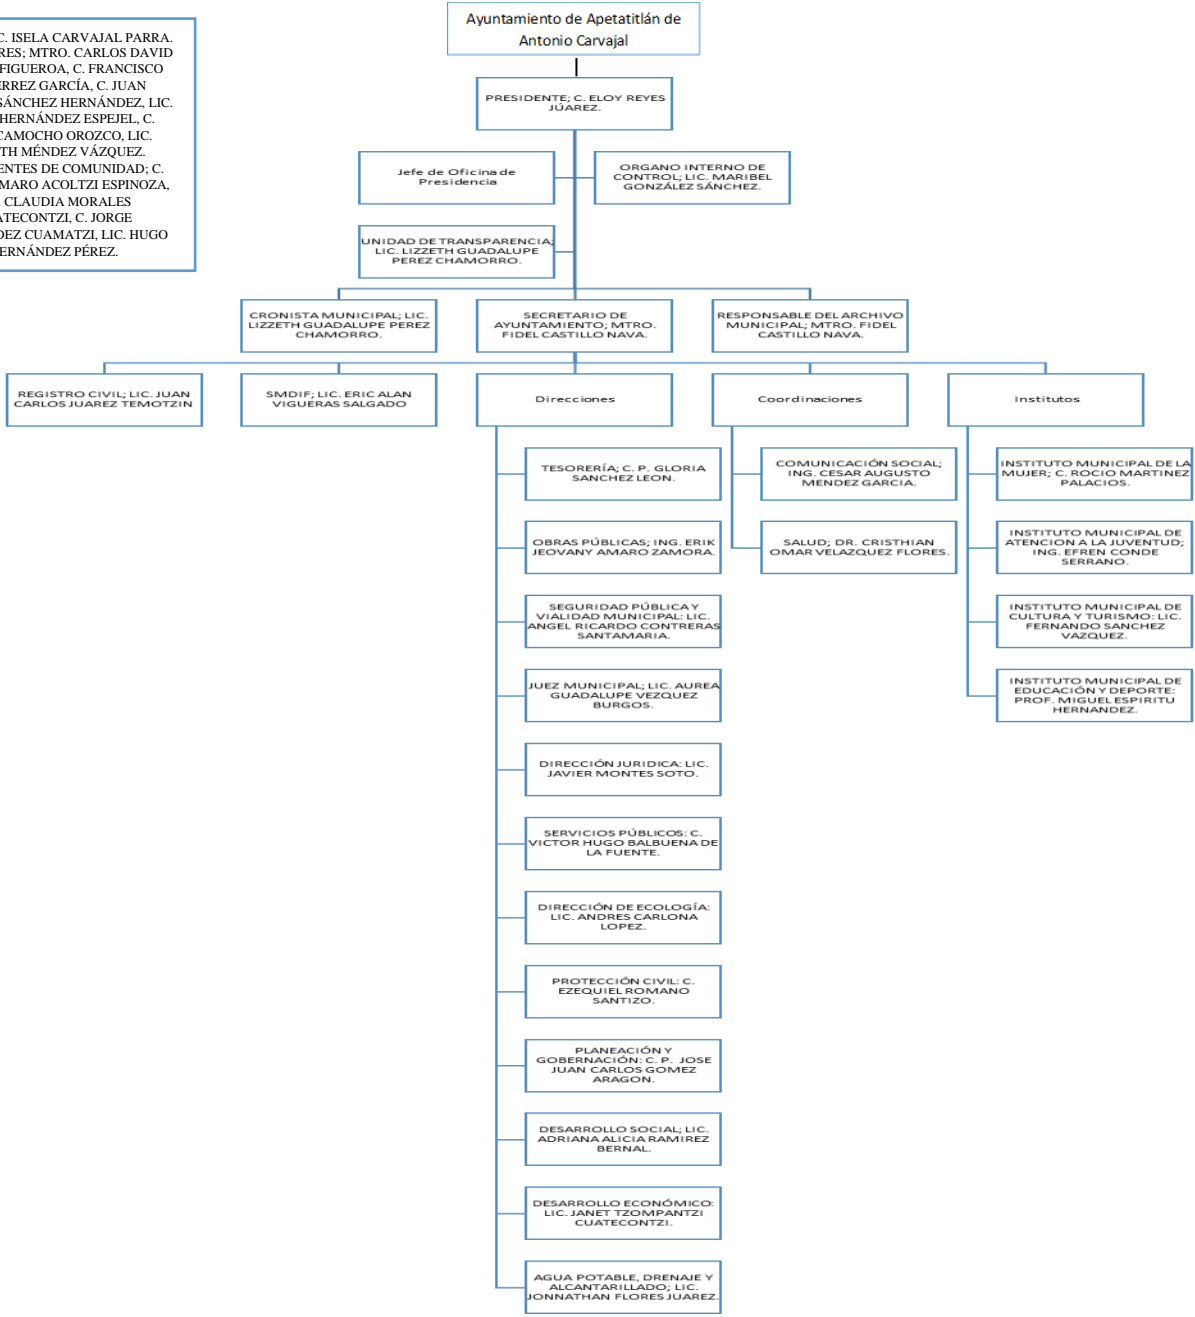 Ayuntamiento de Apetatitlán de
Antonio Carvajal
C. ISELA CARVAJAL PARRA.
MTRO. CARLOS DAVID
FIGUEROA, C. FRANCISCO
GARCÍA, C. JUAN
SÁNCHEZ HERNÁNDEZ, LIC.
HERNÁNDEZ ESPEJEL, C.
CAMOCHO OROZCO, LIC.
MÉNDEZ VÁZQUEZ.
DE COMUNIDAD; C.
AMARO ACOLTZI ESPINOZA,
CLAUDIA MORALES
C. JORGE
CUAMATZI, LIC. HUGO
PÉREZ.
PRESIDENTE; C. ELOY REYES
JÚAREZ.
Jefe de Oficina de
Presidencia
ORGANO INTERNO DE
CONTROL; LIC. MARIBEL
GONZÁLEZ SÁNCHEZ.
UNIDAD DE TRANSPARENCIA;
LIC. LIZZETH GUADALUPE
PEREZ CHAMORRO.
CRONISTA MUNICIPAL; LIC.
LIZZETH GUADALUPE PEREZ
CHAMORRO.
SECRETARIO DE
AYUNTAMIENTO; MTRO.
FIDEL CASTILLO NAVA.
RESPONSABLE DEL ARCHIVO
MUNICIPAL; MTRO. FIDEL
CASTILLO NAVA.
REGISTRO CIVIL; LIC. JUAN
CARLOS JUAREZ TEMOTZIN
SMDIF; LIC. ERIC ALAN
VIGUERAS SALGADO
Direcciones
Coordinaciones
Institutos
TESORERÍA; C. P. GLORIA
SANCHEZ LEON.
OBRAS PÚBLICAS; ING. ERIK
JEOVANY AMARO ZAMORA.
SEGURIDAD PÚBLICA Y
VIALIDAD MUNICIPAL: LIC.
ANGEL RICARDO CONTRERAS
SANTAMARIA.
JUEZ MUNICIPAL; LIC. AUREA
GUADALUPE VEZQUEZ
BURGOS.
DIRECCIÓN JURIDICA: LIC.
JAVIER MONTES SOTO.
SERVICIOS PÚBLICOS: C.
VICTOR HUGO BALBUENA DE
LA FUENTE.
DIRECCIÓN DE ECOLOGÍA:
LIC. ANDRES CARLONA
LOPEZ.
PROTECCIÓN CIVIL: C.
EZEQUIEL ROMANO
SANTIZO.
PLANEACIÓN Y
GOBERNACIÓN: C. P. JOSE
JUAN CARLOS GOMEZ
ARAGON.
DESARROLLO SOCIAL; LIC.
ADRIANA ALICIA RAMIREZ
BERNAL.
DESARROLLO ECONÓMICO:
LIC. JANET TZOMPANTZI
CUATECONTZI.
AGUA POTABLE, DRENAJE Y
ALCANTARILLADO; LIC.
JONNATHAN FLORES JUAREZ.
COMUNICACIÓN SOCIAL;
ING. CESAR AUGUSTO
MENDEZ GARCIA.
SALUD; DR. CRISTHIAN
OMAR VELAZQUEZ FLORES.
INSTITUTO MUNICIPAL DE LA
MUJER; C. ROCIO MARTINEZ
PALACIOS.
INSTITUTO MUNICIPAL DE
ATENCION A LA JUVENTUD;
ING. EFREN CONDE
SERRANO.
INSTITUTO MUNICIPAL DE
CULTURA Y TURISMO: LIC.
FERNANDO SANCHEZ
VAZQUEZ.
INSTITUTO MUNICIPAL DE
EDUCACIÓN Y DEPORTE:
PROF. MIGUEL ESPIRITU
HERNANDEZ.